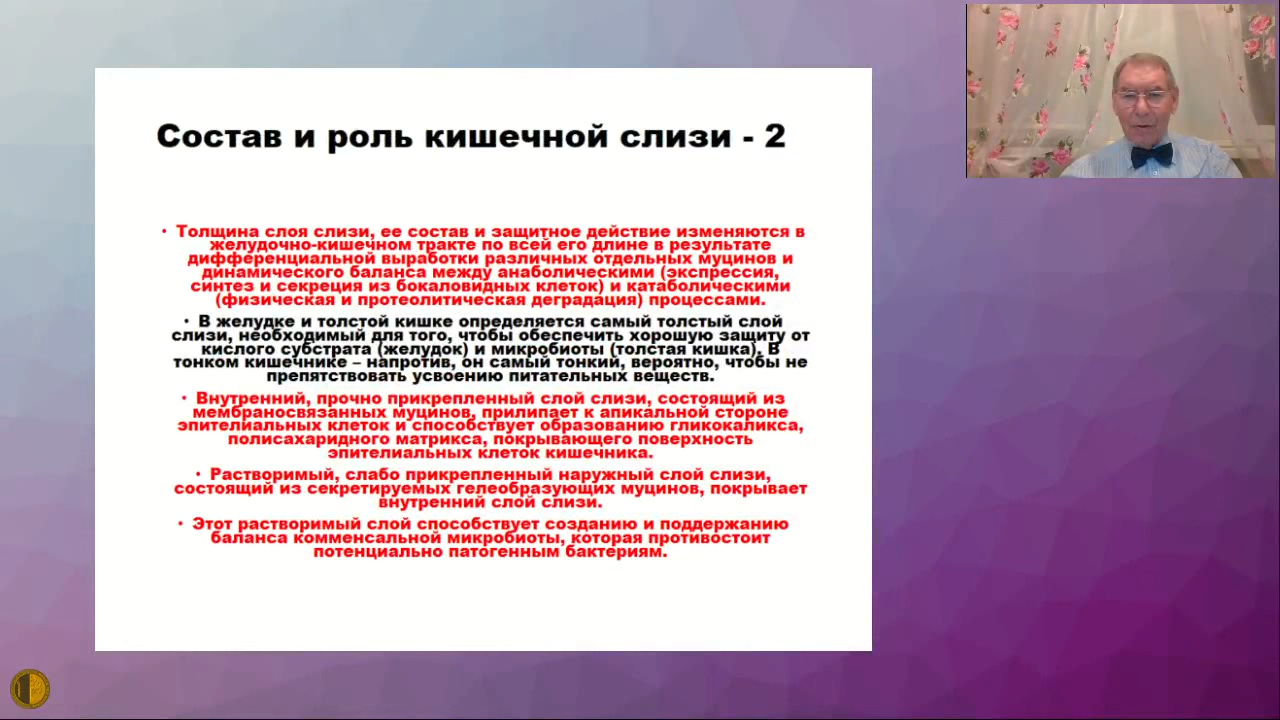 Состав и роль кишечной слизи - 2
• Толщина слоя слизи, ее состав и защитное действие изменяются в
желудочно-кишечном тракте по всей его длине в результате
дифференциальной выработки различных отдельных муцинов и
динамического баланса между анаболическими (экспрессия,
синтез и секреция из бокаловидных клеток) и катаболическими
(физическая и протеолитическая деградация) процессами.
• В желудке и толстой кишке определяется самый толстый слой
слизи, необходимый для того, чтобы обеспечить хорошую защиту от
кислого субстрата (желудок) и микробиоты (толстая кишка). В
тонком кишечнике – напротив, он самый тонкий, вероятно, чтобы не
препятствовать усвоению питательных веществ.
• Внутренний, прочно прикрепленный слой слизи, состоящий из
мембраносвязанных муцинов, прилипает к апикальной стороне
эпителиальных клеток и способствует образованию гликокаликса,
полисахаридного матрикса, покрывающего поверхность
эпителиальных клеток кишечника.
• Растворимый, слабо прикрепленный наружный слой слизи,
состоящий из секретируемых гелеобразующих муцинов, покрывает
внутренний слой слизи.
• Этот растворимый слой способствует созданию и поддержанию
баланса комменсальной микробиоты, которая противостоит
потенциально патогенным бактериям.